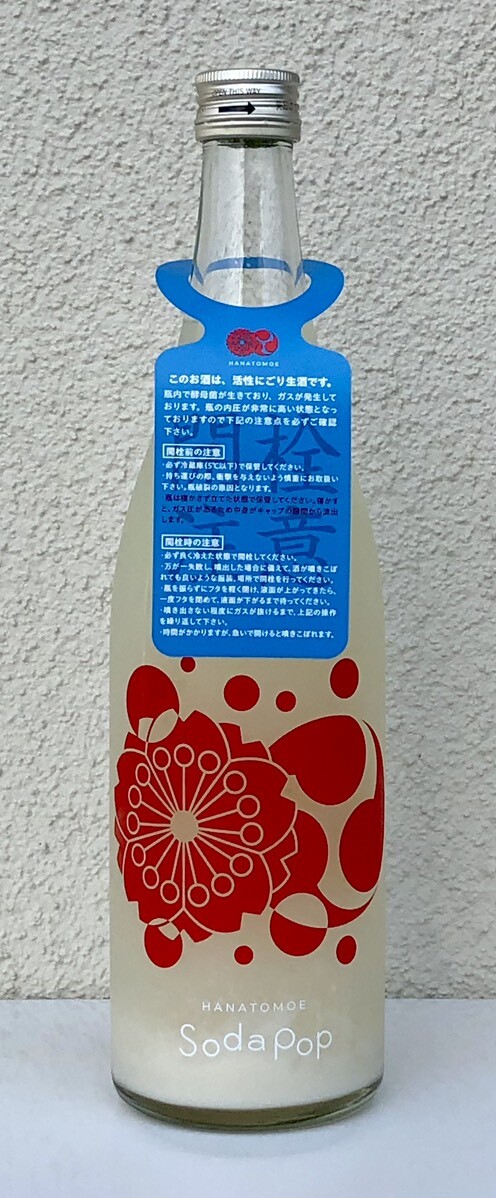 OPEN THIS WAY
HANATOMOE
このお酒は、活性にごり生酒です。
瓶内で酵母菌が生きており、ガスが発生して
おります。瓶の内圧が非常に高い状態となっ
ておりますので下記の注意点を必ずご確認
下さい。
開栓注意
開栓前の注意
・必ず冷蔵庫(5℃以下)で保管してください。
・持ち運びの際、衝撃を与えないよう慎重にお取扱い
下さい。瓶破裂の原因となります。
・瓶は寝かさず立てた状態で保管してください。寝かす
と、ガス圧が高るため中身がキャップの隙間から流出
します。
開栓時の注意
・必ず良く冷えた状態で開栓してください。
・万が一失敗し、噴出した場合に備えて、酒が噴きこぼ
れても良いような服装、場所で開栓を行ってください。
・瓶を振らずにフタを軽く開け、液面が上がってきたら、
一度フタを閉めて、液面が下がるまで待ってください。
・噴き出さない程度にガスが抜けるまで、上記の操作
を繰り返して下さい。
・時間がかかりますが、急いで開けると噴きこぼれます。
HANATOMOE
Sodapop